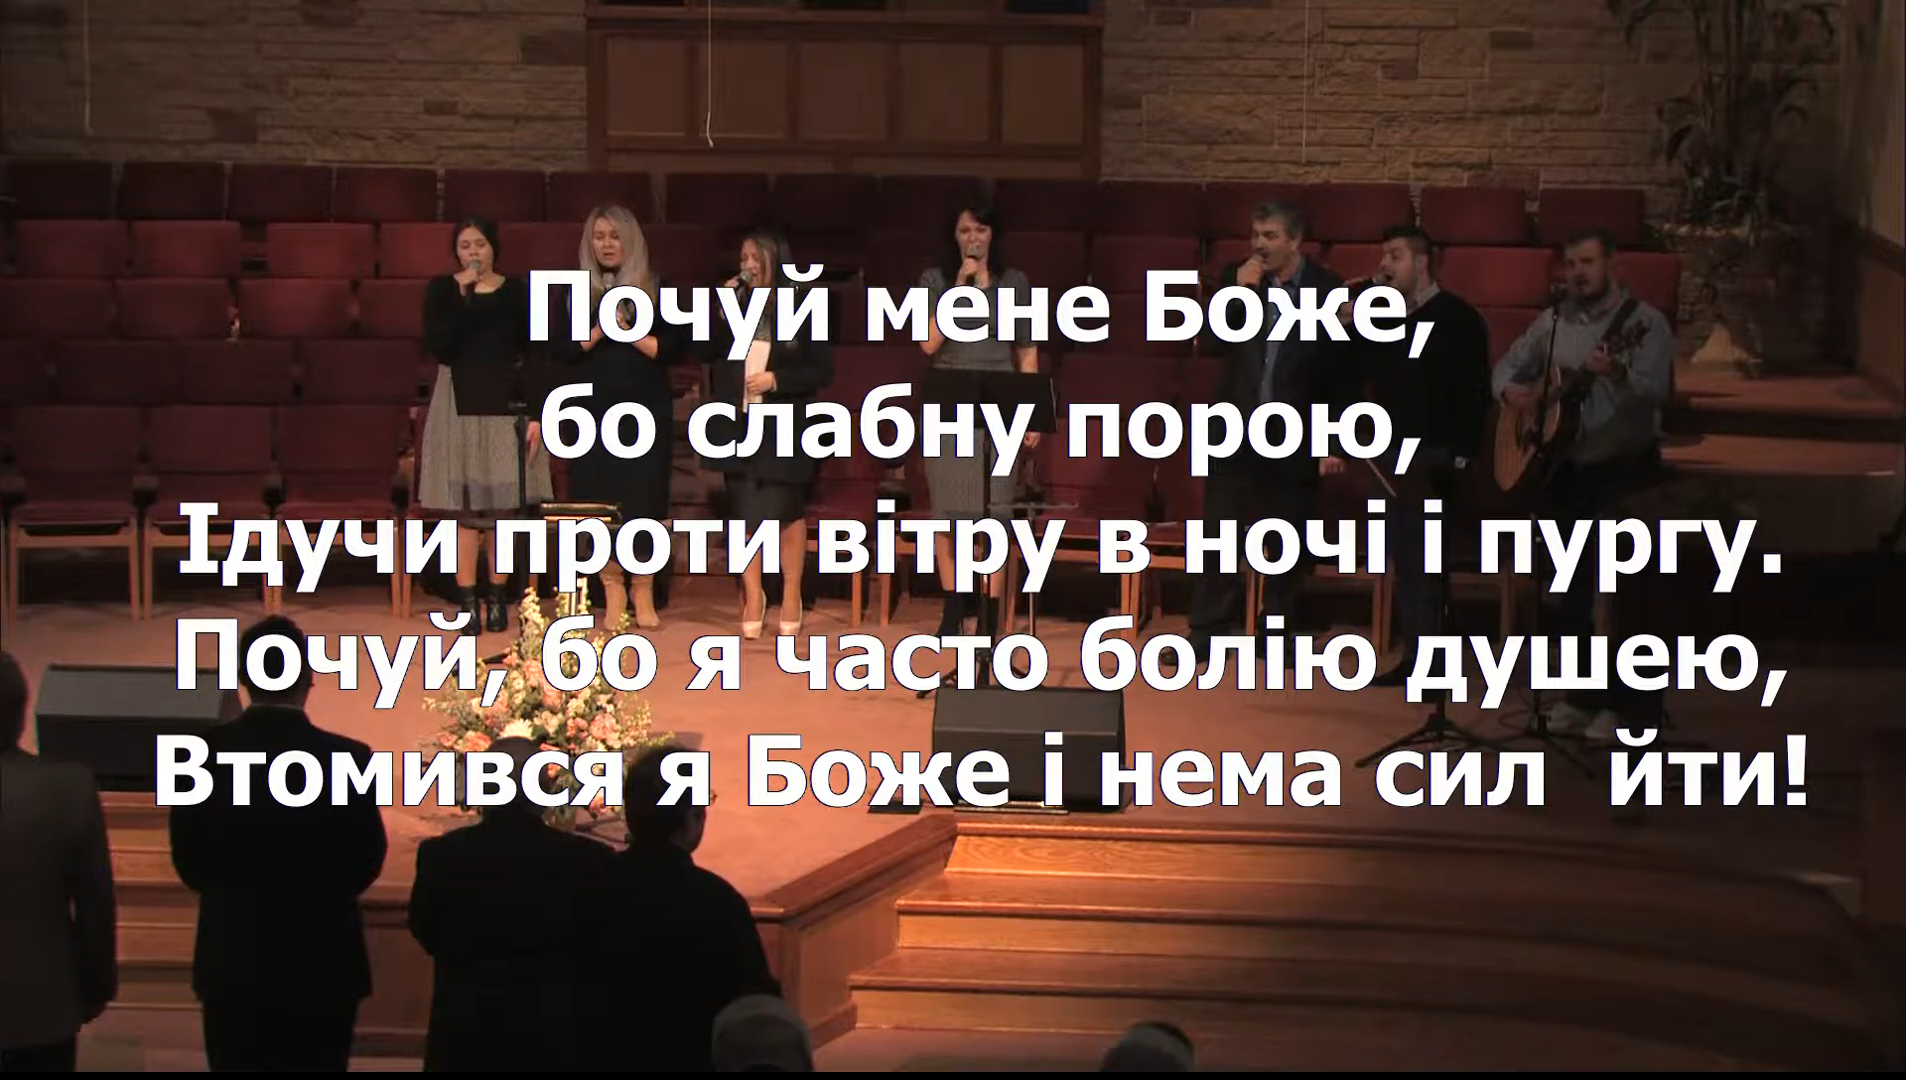 Почуй мене Боже,
бо слабну порою,
Ідучи проти вітру в ночі і пургу.
Почуй, бо я часто болію душею,
Втомився я Боже і нема сил  йти!